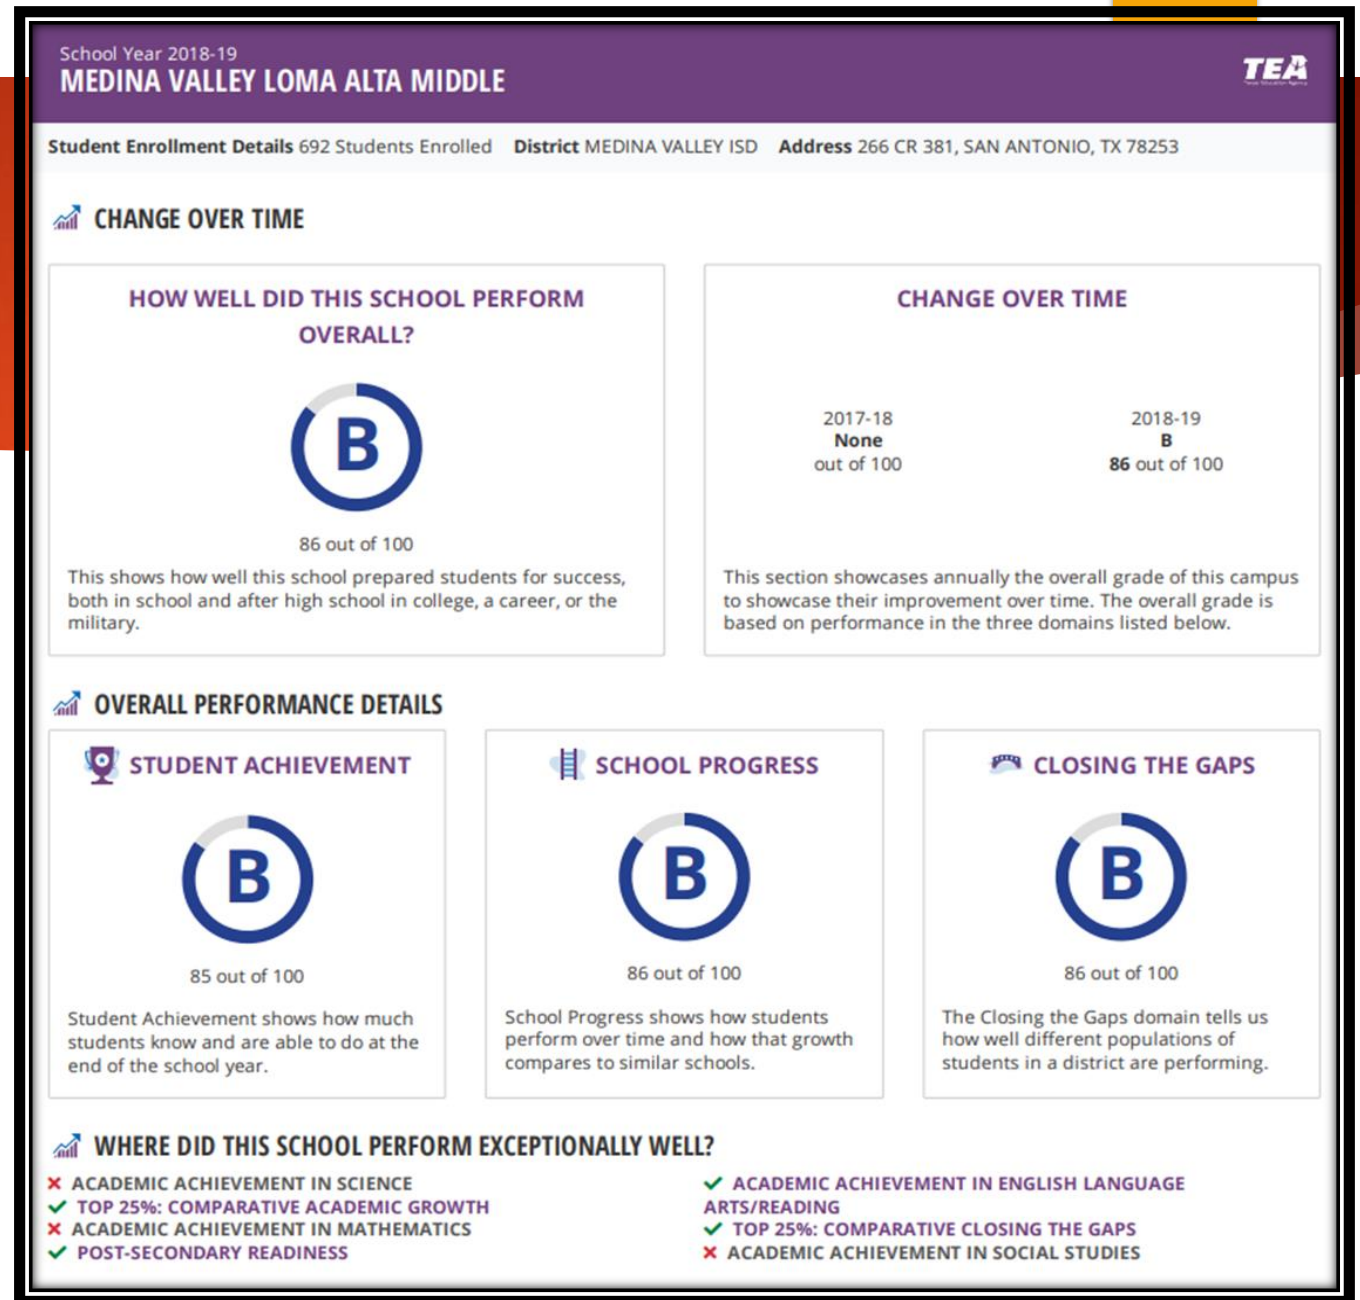 School Year 2018-19
MEDINA VALLEY LOMA ALTA MIDDLE
TEA
Student Enrollment Details 692 Students Enrolled District MEDINA VALLEY ISD Address 266 CR 381, SAN ANTONIO, TX 78253
CHANGE OVER TIME
HOW WELL DID THIS SCHOOL PERFORM
OVERALL?
B
86 out of 100
This shows how well this school prepared students for success,
both in school and after high school in college, a career, or the
military.
CHANGE OVER TIME
2017-18
None
out of 100
2018-19
B
86 out of 100
This section showcases annually the overall grade of this campus
to showcase their improvement over time. The overall grade is
based on performance in the three domains listed below.
OVERALL PERFORMANCE DETAILS
STUDENT ACHIEVEMENT
B
85 out of 100
Student Achievement shows how much
students know and are able to do at the
end of the school year.
SCHOOL PROGRESS
B
86 out of 100
School Progress shows how students
perform over time and how that growth
compares to similar schools.
CLOSING THE GAPS
B
86 out of 100
The Closing the Gaps domain tells us
how well different populations of
students in a district are performing.
WHERE DID THIS SCHOOL PERFORM EXCEPTIONALLY WELL?
ACADEMIC ACHIEVEMENT IN SCIENCE
TOP 25%: COMPARATIVE ACADEMIC GROWTH
ACADEMIC ACHIEVEMENT IN MATHEMATICS
POST-SECONDARY READINESS
ACADEMIC ACHIEVEMENT IN ENGLISH LANGUAGE
ARTS/READING
TOP 25%: COMPARATIVE CLOSING THE GAPS
ACADEMIC ACHIEVEMENT IN SOCIAL STUDIES